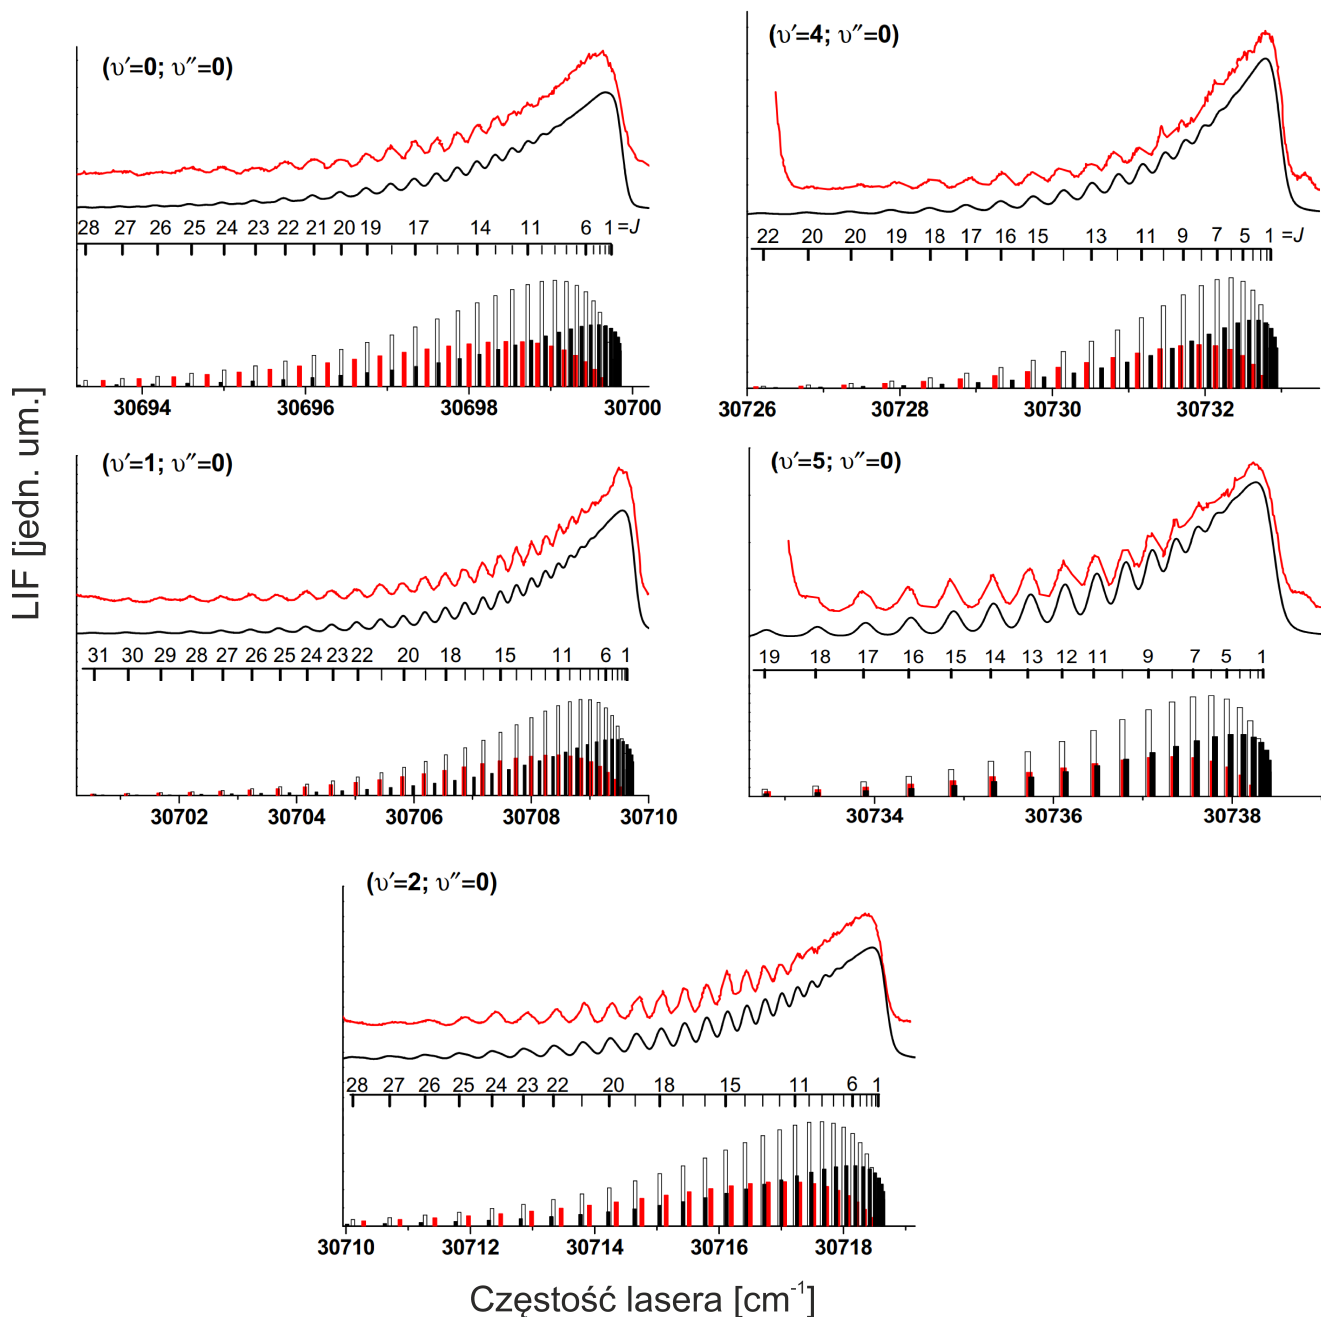 (υ′=0; υ″=0)
28 27 26 25 24 23 22 21 20 19 17 14 11 6 1 =J
30694 30696 30698 30700
(υ′=4; υ″=0)
22 20 20 19 18 17 16 15 13 11 9 7 5 1 =J
30726 30728 30730 30732
(υ′=1; υ″=0)
31 30 29 28 27 26 25 24 23 22 20 18 15 11 6 1
30702 30704 30706 30708 30710
(υ′=5; υ″=0)
19 18 17 16 15 14 13 12 11 9 7 5 1
30734 30736 30738
(υ′=2; υ″=0)
28 27 26 25 24 23 22 20 18 15 11 6 1
30710 30712 30714 30716 30718
LIF [jedn. um.]
Częstość lasera [cm⁻¹]